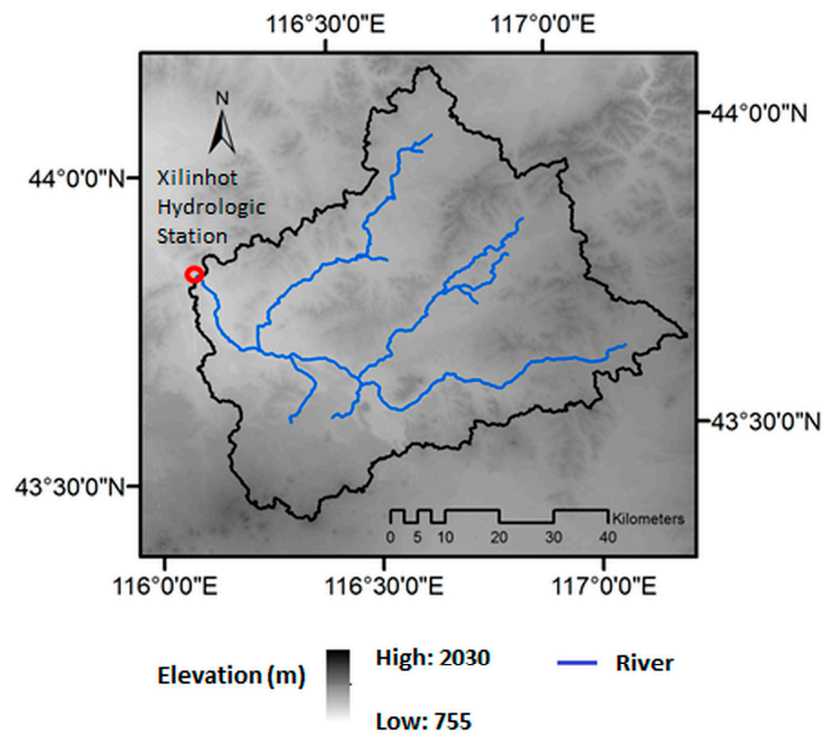 116°30'0"E 117°0'0"E
44°0'0"N
N
44°0'0"N
Xilinhot
Hydrologic
Station
43°30'0"N
43°30'0"N
Kilometers
0 5 10 20 30 40
116°0'0"E 116°30'0"E 117°0'0"E
High: 2030
Elevation (m)
River
Low: 755